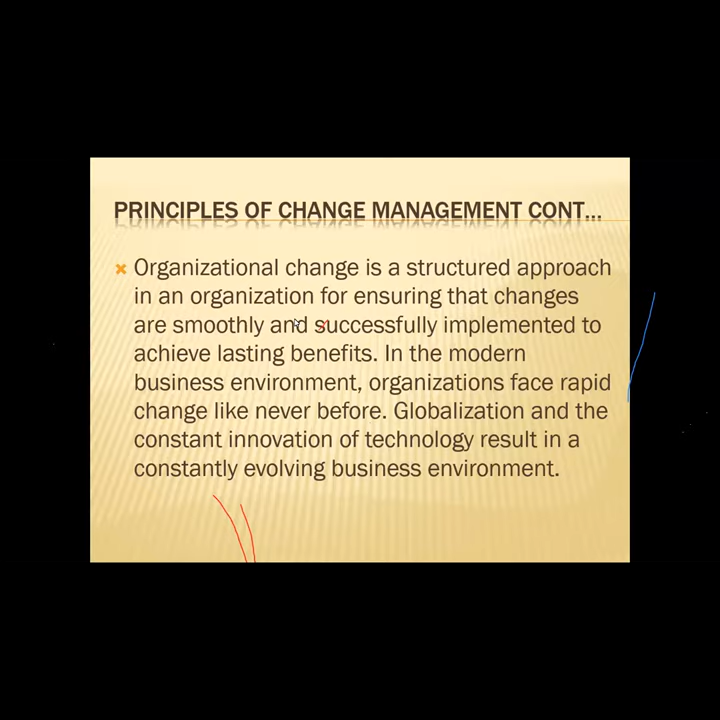 PRINCIPLES OF CHANGE MANAGEMENT CONT...
Organizational change is a structured approach
in an organization for ensuring that changes
are smoothly and successfully implemented to
achieve lasting benefits. In the modern
business environment, organizations face rapid
change like never before. Globalization and the
constant innovation of technology result in a
constantly evolving business environment.